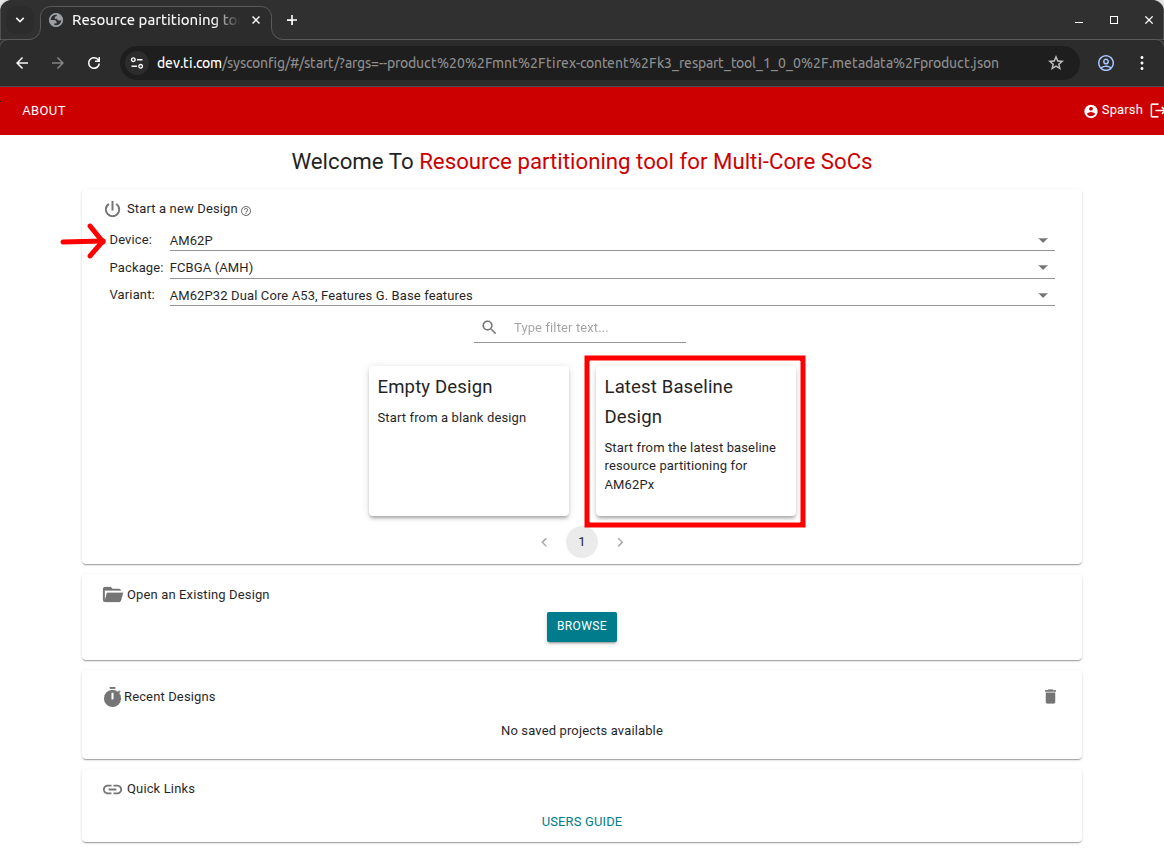 Resource partitioning to
dev.ti.com/sysconfig/#/start/?args=--product%20%2Fmnt%2Ftirex-content%2Fk3_respart_tool_1_0_0%2F.metadata%2Fproduct.json
ABOUT
Sparsh
Welcome To Resource partitioning tool for Multi-Core SoCs
Start a new Design ?
Device: AM62P
Package: FCBGA (AMH)
Variant: AM62P32 Dual Core A53, Features G. Base features
Type filter text...
Empty Design
Start from a blank design
Latest Baseline
Design
Start from the latest baseline
resource partitioning for
AM62Px
1
Open an Existing Design
BROWSE
Recent Designs
No saved projects available
Quick Links
USERS GUIDE